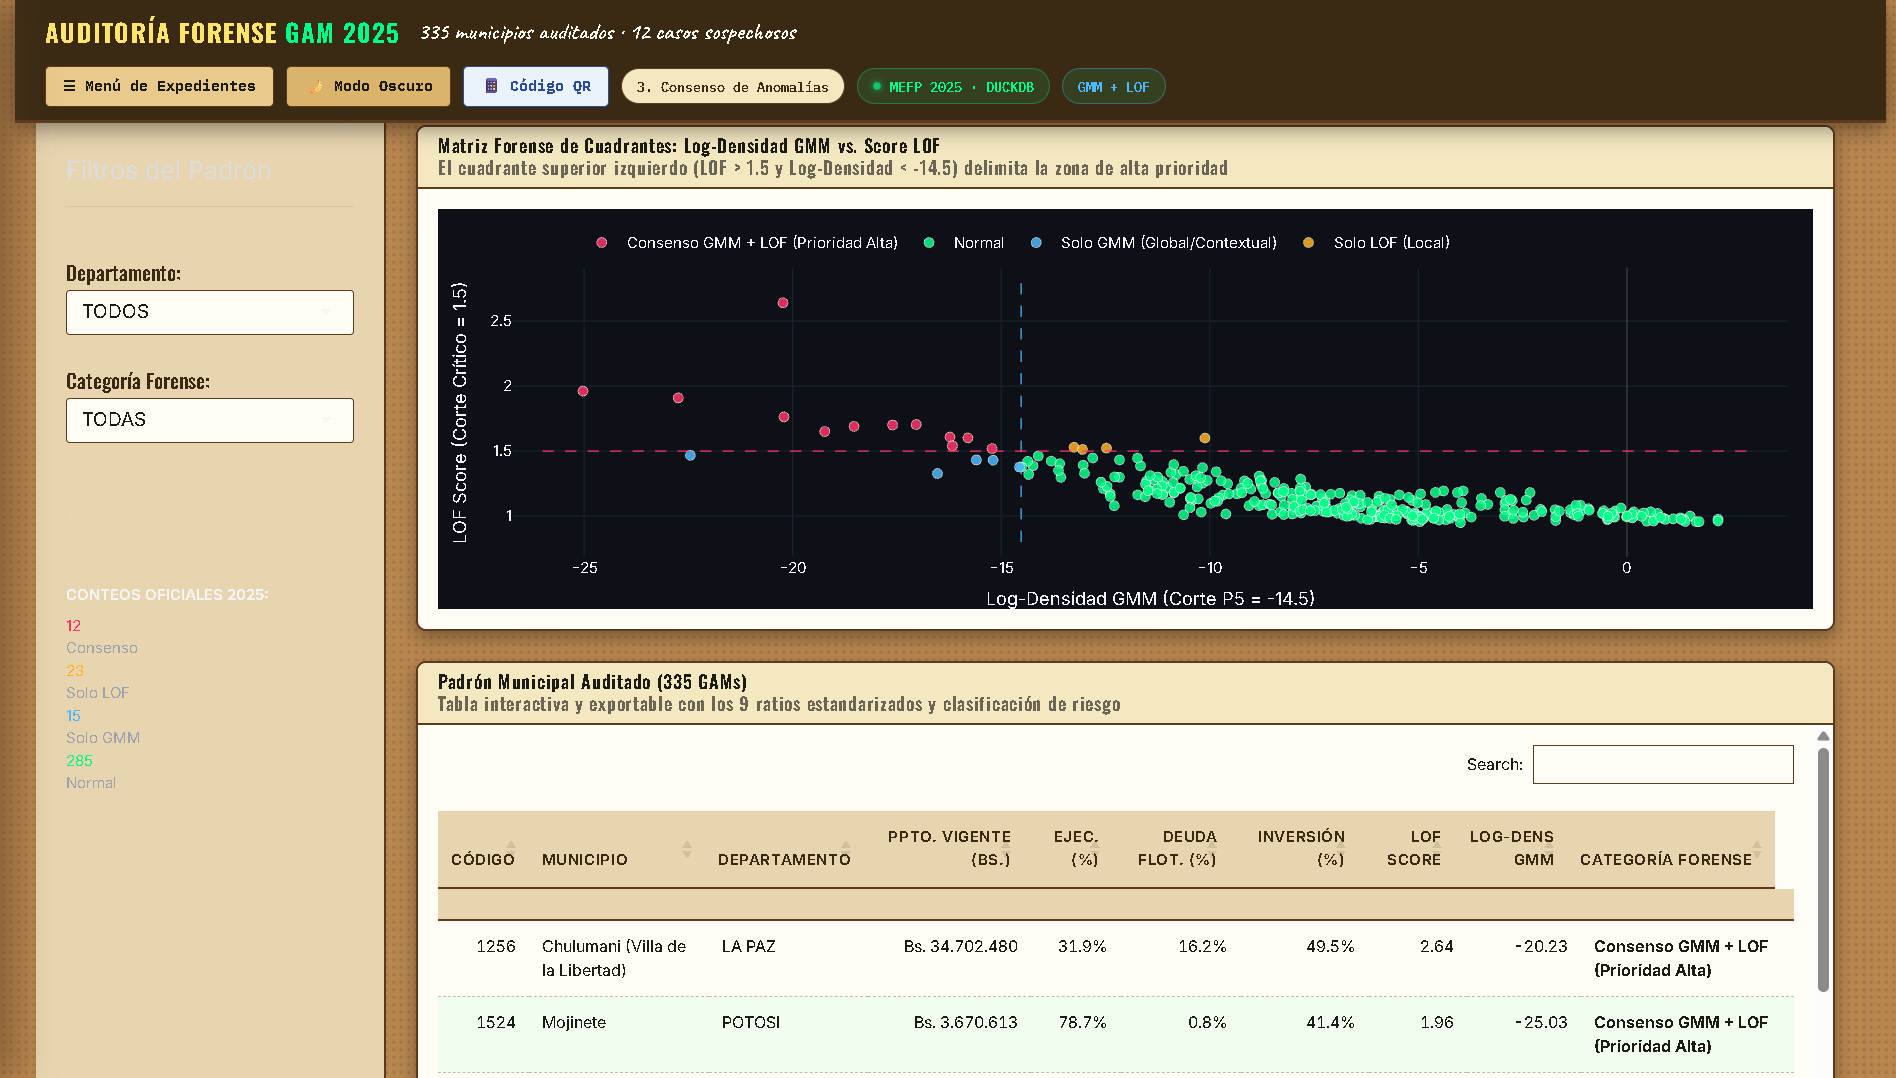 AUDITORÍA FORENSE GAM 2025
335 municipios auditados · 12 casos sospechosos
☰ Menú de Expedientes
Modo Oscuro
Código QR
3. Consenso de Anomalías
MEFP 2025 · DUCKDB
GMM + LOF
Filtros del Padrón
Departamento:
TODOS
Categoría Forense:
TODAS
CONTEOS OFICIALES 2025:
12
Consenso
23
Solo LOF
15
Solo GMM
285
Normal
Matriz Forense de Cuadrantes: Log-Densidad GMM vs. Score LOF
El cuadrante superior izquierdo (LOF > 1.5 y Log-Densidad < -14.5) delimita la zona de alta prioridad
Consenso GMM + LOF (Prioridad Alta)
Normal
Solo GMM (Global/Contextual)
Solo LOF (Local)
LOF Score (Corte Crítico = 1.5)
2.5
2
1.5
1
−25
−20
−15
−10
−5
0
Log-Densidad GMM (Corte P5 = -14.5)
Padrón Municipal Auditado (335 GAMs)
Tabla interactiva y exportable con los 9 ratios estandarizados y clasificación de riesgo
Search:
CÓDIGO
MUNICIPIO
DEPARTAMENTO
PPTO. VIGENTE
(BS.)
EJEC.
(%)
DEUDA
FLOT. (%)
INVERSIÓN
(%)
LOF
SCORE
LOG-DENS
GMM
CATEGORÍA FORENSE
1256
Chulumani (Villa de
la Libertad)
LA PAZ
Bs. 34.702.480
31.9%
16.2%
49.5%
2.64
-20.23
Consenso GMM + LOF
(Prioridad Alta)
1524
Mojinete
POTOSI
Bs. 3.670.613
78.7%
0.8%
41.4%
1.96
-25.03
Consenso GMM + LOF
(Prioridad Alta)